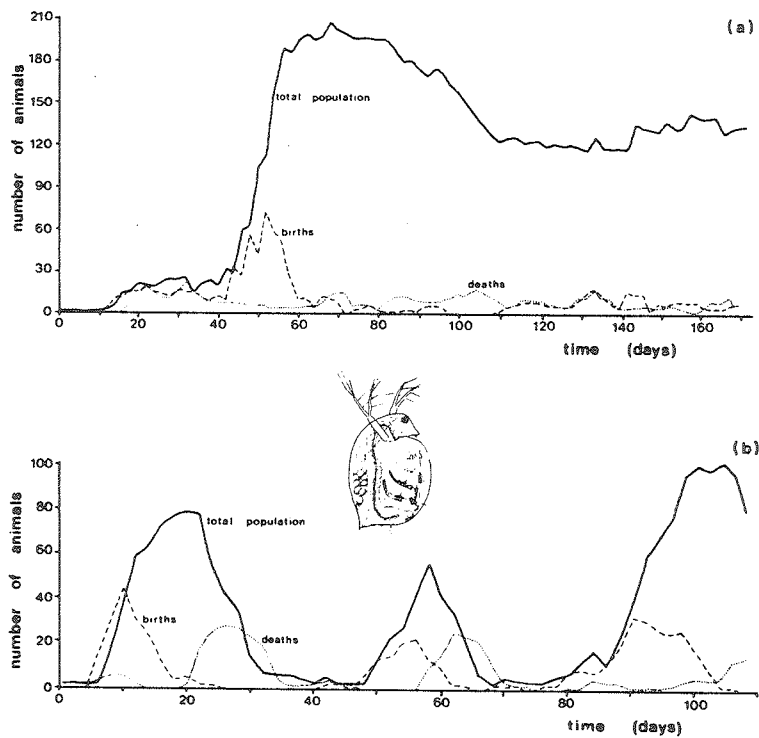 (a)
210
180
150
120
90
60
30
0
number of animals
total population
births
deaths
0 20 40 60 80 100 120 140 160
time (days)
(b)
100
80
60
40
20
0
number of animals
total population
births
deaths
0 20 40 60 80 100
time (days)